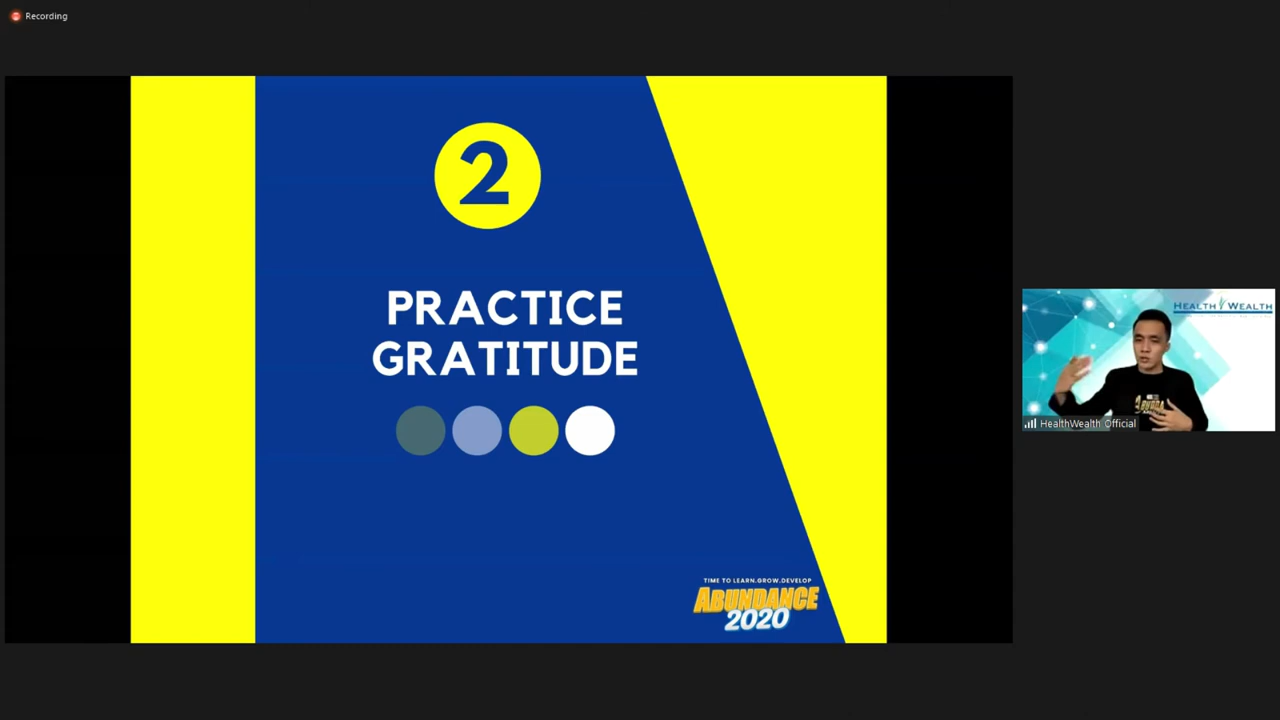 Recording
2
PRACTICE
GRATITUDE
TIME TO LEARN.GROW.DEVELOP
ABUNDANCE
2020
HEALTH WEALTH
HealthWealth Official